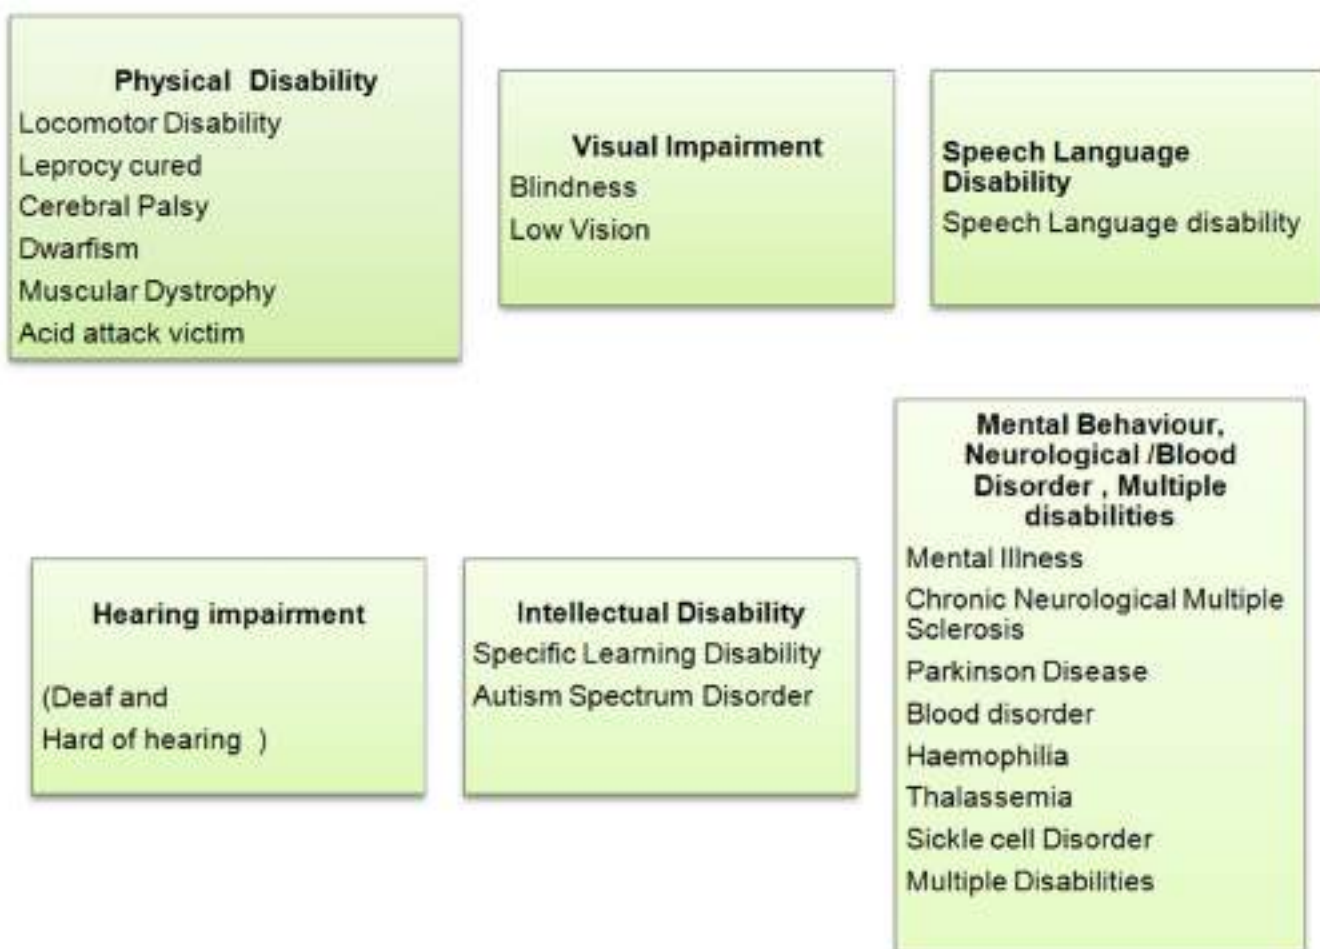 Physical Disability
Locomotor Disability
Leprocy cured
Cerebral Palsy
Dwarfism
Muscular Dystrophy
Acid attack victim
Visual Impairment
Blindness
Low Vision
Speech Language
Disability
Speech Language disability
Hearing impairment
(Deaf and
Hard of hearing )
Intellectual Disability
Specific Learning Disability
Autism Spectrum Disorder
Mental Behaviour,
Neurological /Blood
Disorder , Multiple
disabilities
Mental Illness
Chronic Neurological Multiple
Sclerosis
Parkinson Disease
Blood disorder
Haemophilia
Thalassemia
Sickle cell Disorder
Multiple Disabilities